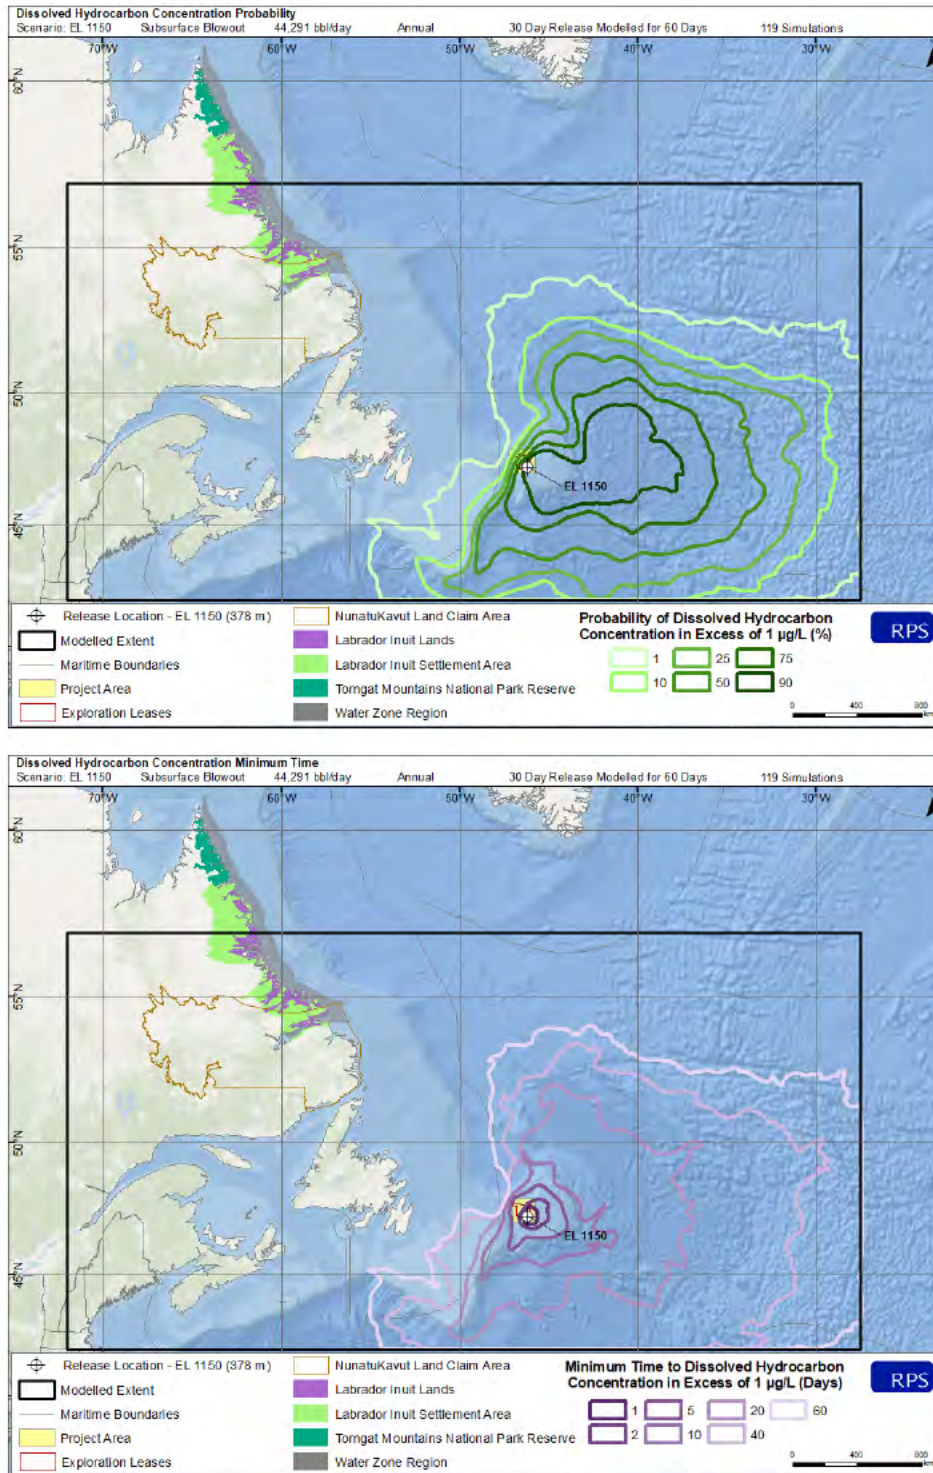 Dissolved Hydrocarbon Concentration Probability
Scenario: EL 1150 Subsurface Blowout 44,291 bbl/day Annual 30 Day Release Modelled for 60 Days 119 Simulations
70°W 60°W 50°W 40°W 30°W
60°N
55°N
50°N
EL 1150
45°N
Release Location - EL 1150 (378 m)
Modelled Extent
Maritime Boundaries
Project Area
Exploration Leases
NunatuKavut Land Claim Area
Labrador Inuit Lands
Labrador Inuit Settlement Area
Torngat Mountains National Park Reserve
Water Zone Region
Probability of Dissolved Hydrocarbon
Concentration in Excess of 1 µg/L (%)
1 25 75
10 50 90
RPS
0 400 800
km
Dissolved Hydrocarbon Concentration Minimum Time
Scenario: EL 1150 Subsurface Blowout 44,291 bbl/day Annual 30 Day Release Modelled for 60 Days 119 Simulations
70°W 60°W 50°W 40°W 30°W
60°N
55°N
50°N
EL 1150
45°N
Release Location - EL 1150 (378 m)
Modelled Extent
Maritime Boundaries
Project Area
Exploration Leases
NunatuKavut Land Claim Area
Labrador Inuit Lands
Labrador Inuit Settlement Area
Torngat Mountains National Park Reserve
Water Zone Region
Minimum Time to Dissolved Hydrocarbon
Concentration in Excess of 1 µg/L (Days)
1 5 20 60
2 10 40
RPS
0 400 800
km